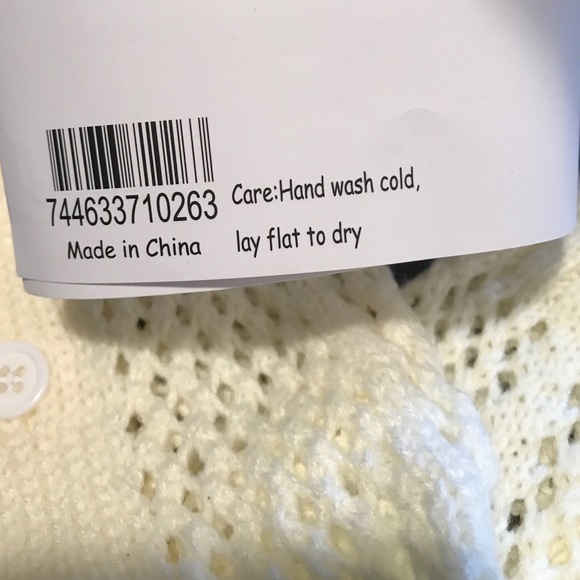 744633710263
Made in China
Care:Hand wash cold,
lay flat to dry